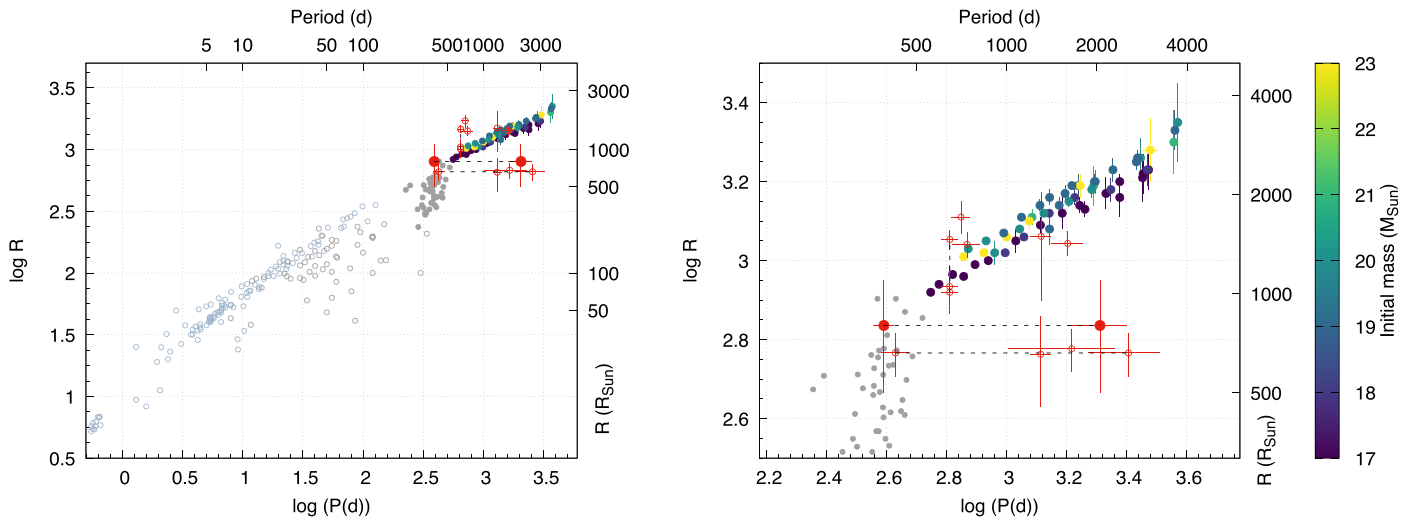 Period (d)
5 10 50 100 500 1000 3000
3.5
3
2.5
2
1.5
1
0.5
log R
3000
1000
500
100
50
R (R_Sun)
0 0.5 1 1.5 2 2.5 3 3.5
log (P(d))
Period (d)
500 1000 2000 4000
3.4
3.2
3
2.8
2.6
log R
4000
2000
1000
500
R (R_Sun)
2.2 2.4 2.6 2.8 3 3.2 3.4 3.6
log (P(d))
23
22
21
20
19
18
17
Initial mass (M_Sun)